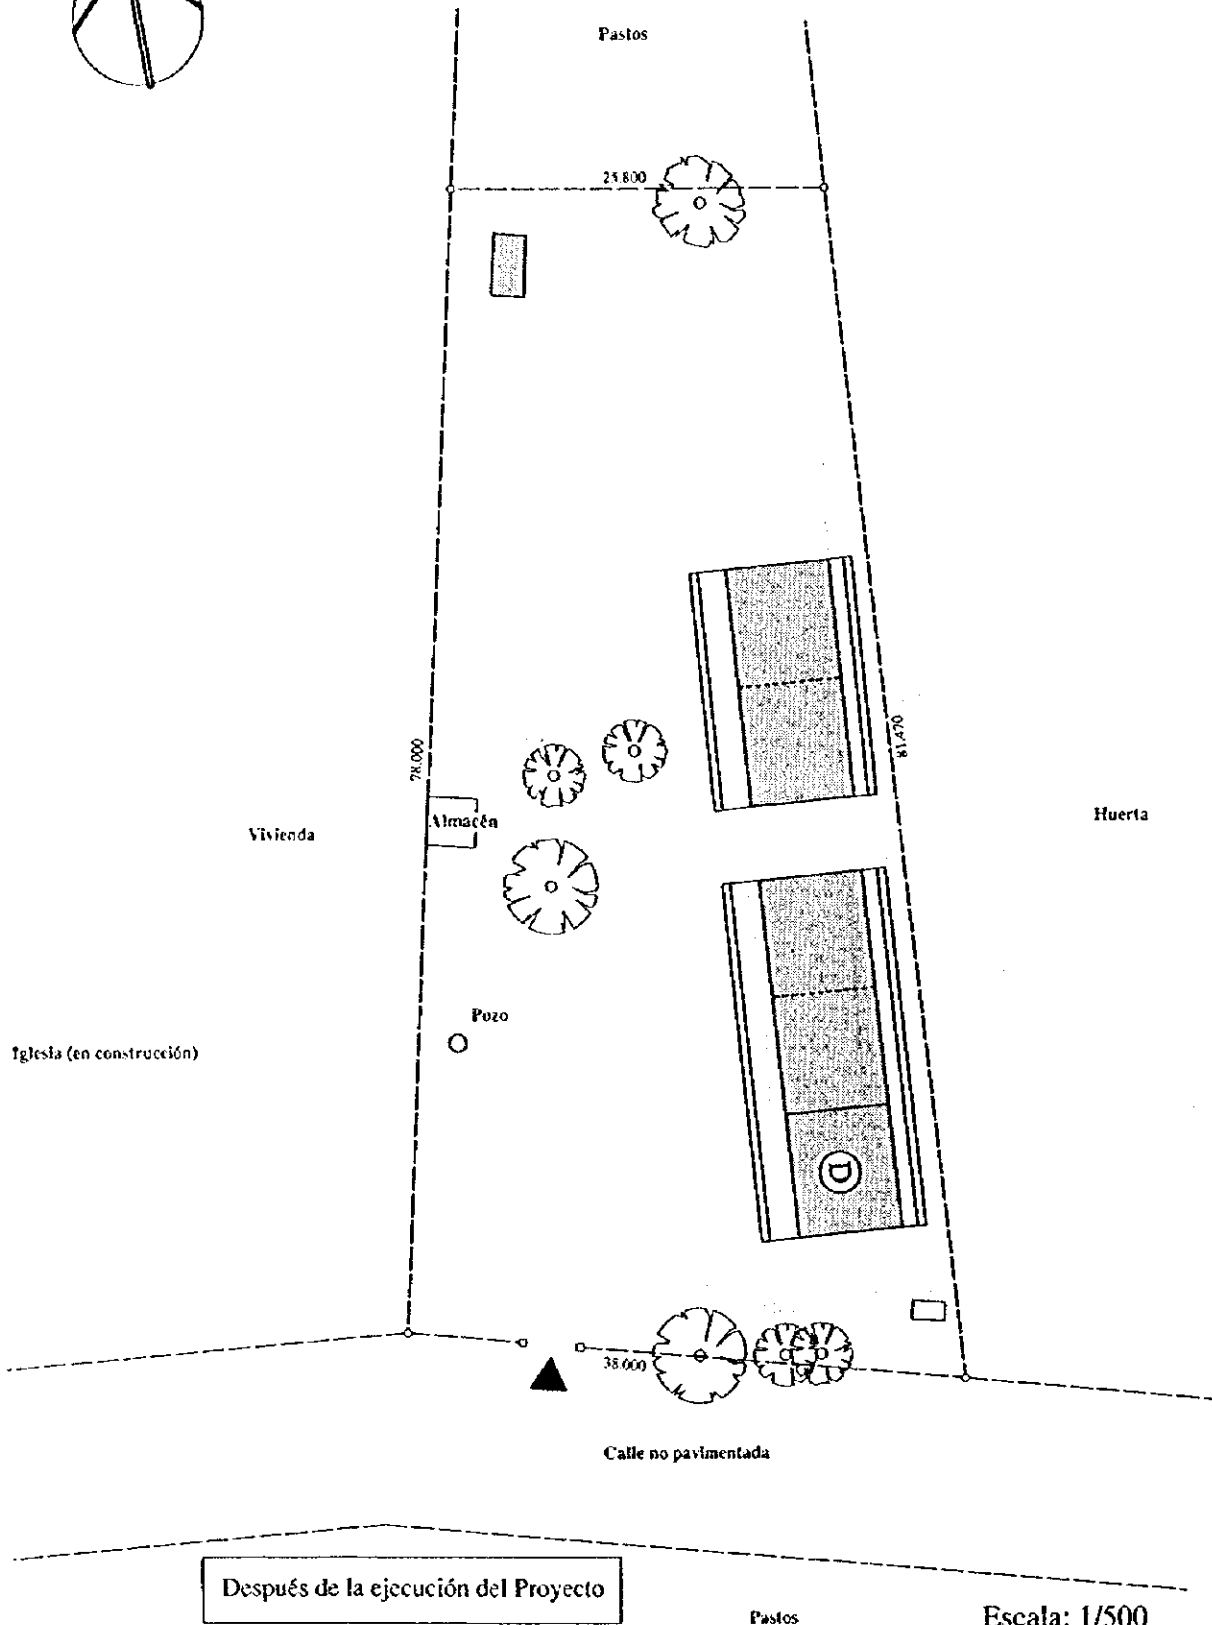 Pastos
25.800
78.000
81.470
Vivienda
Almacén
Huerta
Pozo
Iglesia (en construcción)
D
38.000
Calle no pavimentada
Después de la ejecución del Proyecto
Pastos
Escala: 1/500